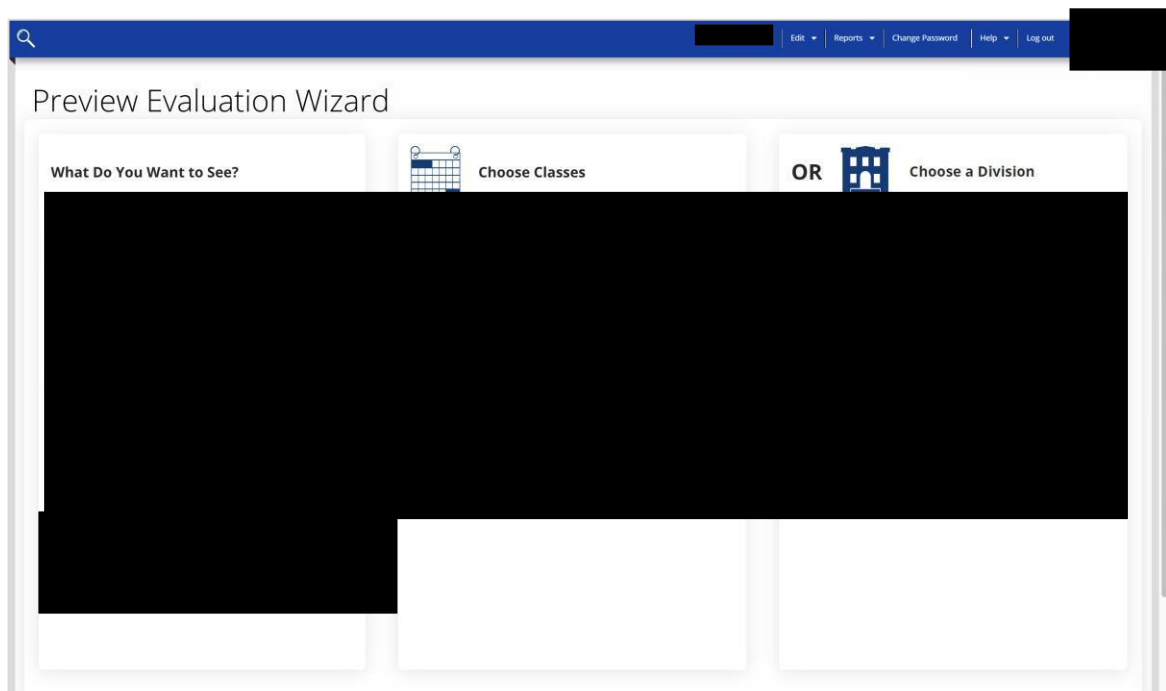 Edit Reports Change Password Help Log out
Preview Evaluation Wizard
What Do You Want to See?
Choose Classes
OR Choose a Division